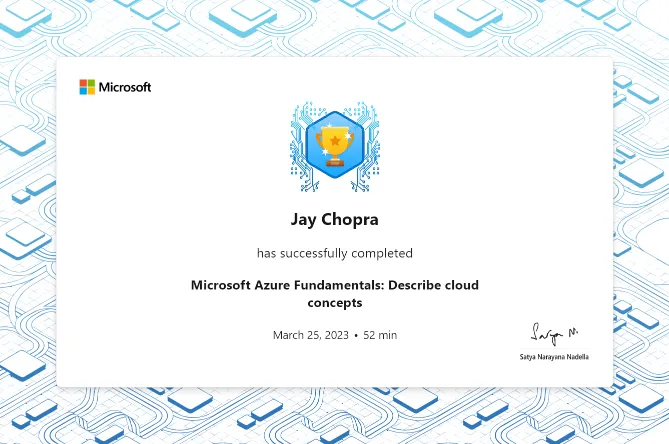 Microsoft
Jay Chopra
has successfully completed
Microsoft Azure Fundamentals: Describe cloud
concepts
March 25, 2023 • 52 min
Satya N.
Satya Narayana Nadella